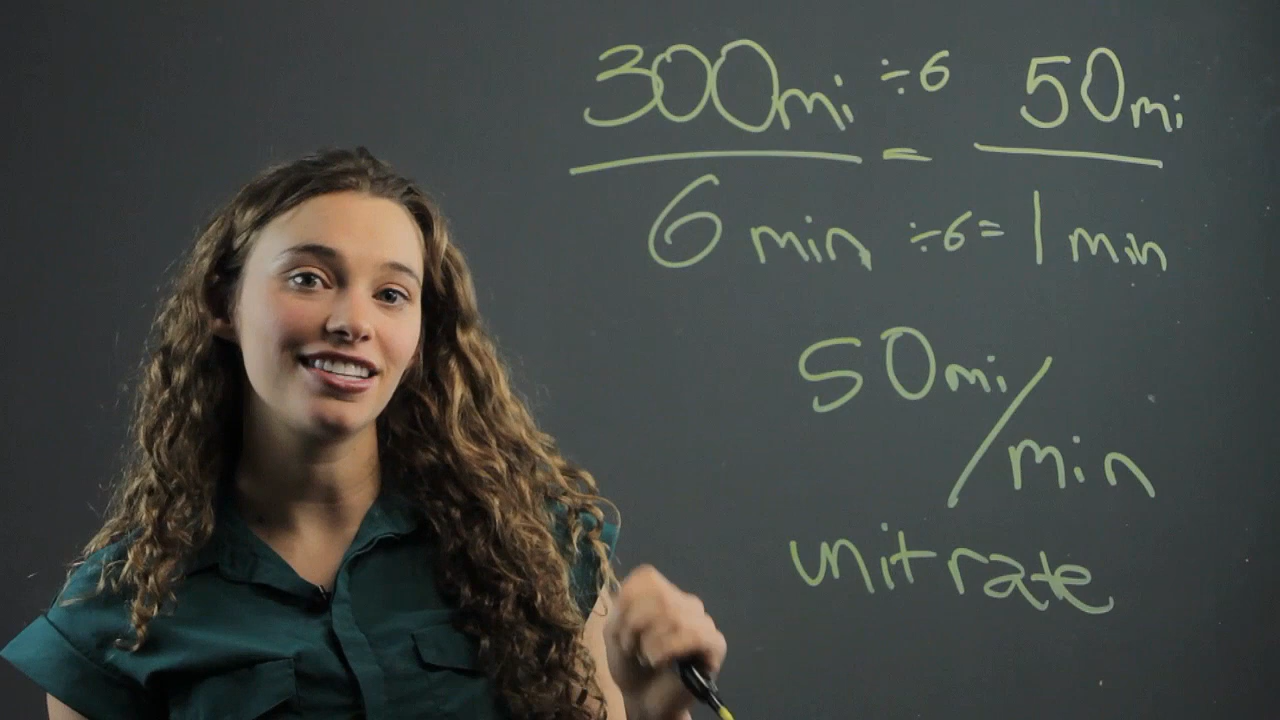 300mi ÷6 = 50mi
6 min ÷6 = 1 min
50mi/min
unit rate